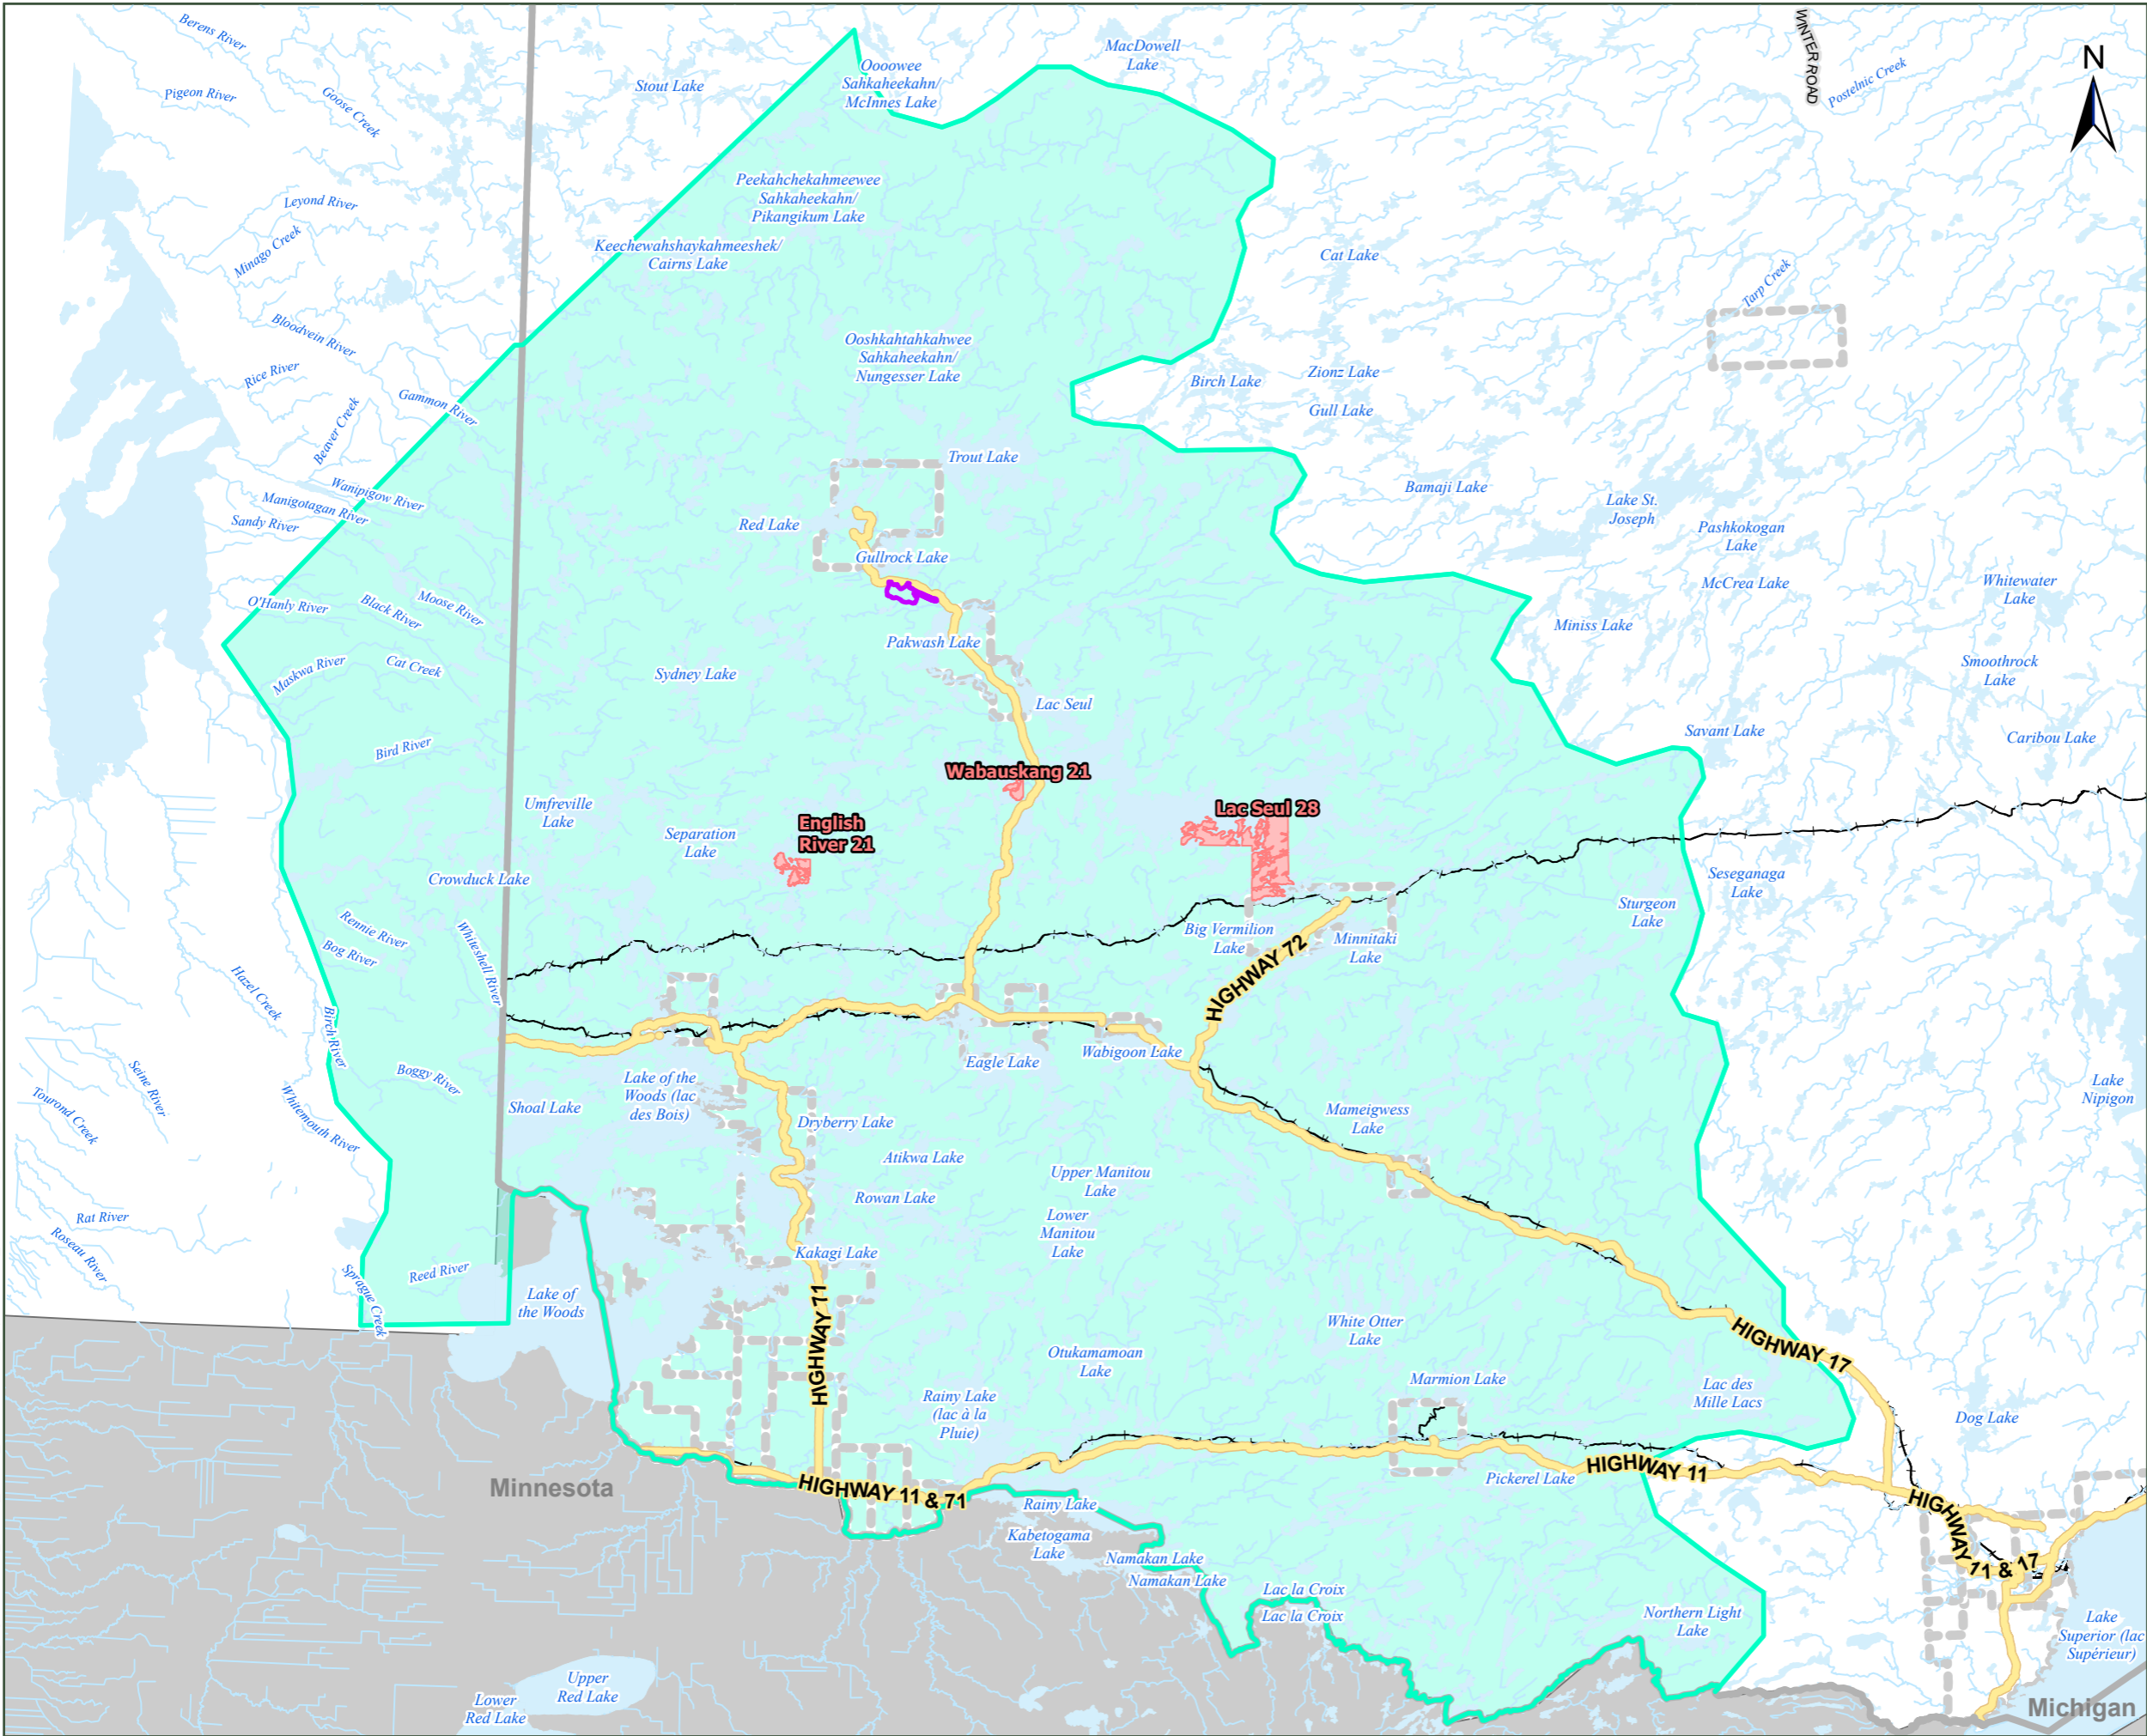 Berens River
Pigeon River
Goose Creek
Stout Lake
Oooowee
Sahkaheekahn/
McInnes Lake
MacDowell
Lake
WINTER ROAD
Postelnic Creek
N
Leyond River
Minago Creek
Peekahchekahmeewee
Sahkaheekahn/
Pikangikum Lake
Keechewahshaykahmeeshek/
Cairns Lake
Cat Lake
Tarp Creek
Bloodvein River
Rice River
Gammon River
Beaver Creek
Ooshkahtahkahwee
Sahkaheekahn/
Nungesser Lake
Birch Lake
Zionz Lake
Gull Lake
Trout Lake
Wanipigow River
Manigotagan River
Sandy River
Red Lake
Gullrock Lake
Bamaji Lake
Lake St.
Joseph
Pashkokogan
Lake
McCrea Lake
Whitewater
Lake
O'Hanly River
Black River
Moose River
Miniss Lake
Pakwash Lake
Maskwa River
Cat Creek
Sydney Lake
Smoothrock
Lake
Lac Seul
Savant Lake
Caribou Lake
Bird River
Wabauskang 21
Umfreville
Lake
Separation
Lake
English
River 21
Lac Seul 28
Crowduck Lake
Seseganaga
Lake
Sturgeon
Lake
Rennie River
Bog River
Whiteshell River
Big Vermilion
Lake
Minnitaki
Lake
HIGHWAY 72
Hazel Creek
Birch River
Eagle Lake
Wabigoon Lake
Seine River
Tourond Creek
Boggy River
Whitemouth River
Shoal Lake
Lake of the
Woods (lac
des Bois)
Dryberry Lake
Mameigwess
Lake
Lake
Nipigon
Atikwa Lake
Rowan Lake
Upper Manitou
Lake
Lower
Manitou
Lake
Rat River
Roseau River
Kakagi Lake
Reed River
Sprague Creek
Lake of
the Woods
HIGHWAY 71
White Otter
Lake
HIGHWAY 17
Otukamamoan
Lake
Marmion Lake
Lac des
Mille Lacs
Rainy Lake
(lac à la
Pluie)
Dog Lake
Minnesota
HIGHWAY 11 & 71
Pickerel Lake
HIGHWAY 11
Rainy Lake
Kabetogama
Lake
HIGHWAY 71 & 17
Namakan Lake
Namakan Lake
Lac la Croix
Lac la Croix
Northern Light
Lake
Lake
Superior (lac
Supérieur)
Upper
Red Lake
Lower
Red Lake
Michigan